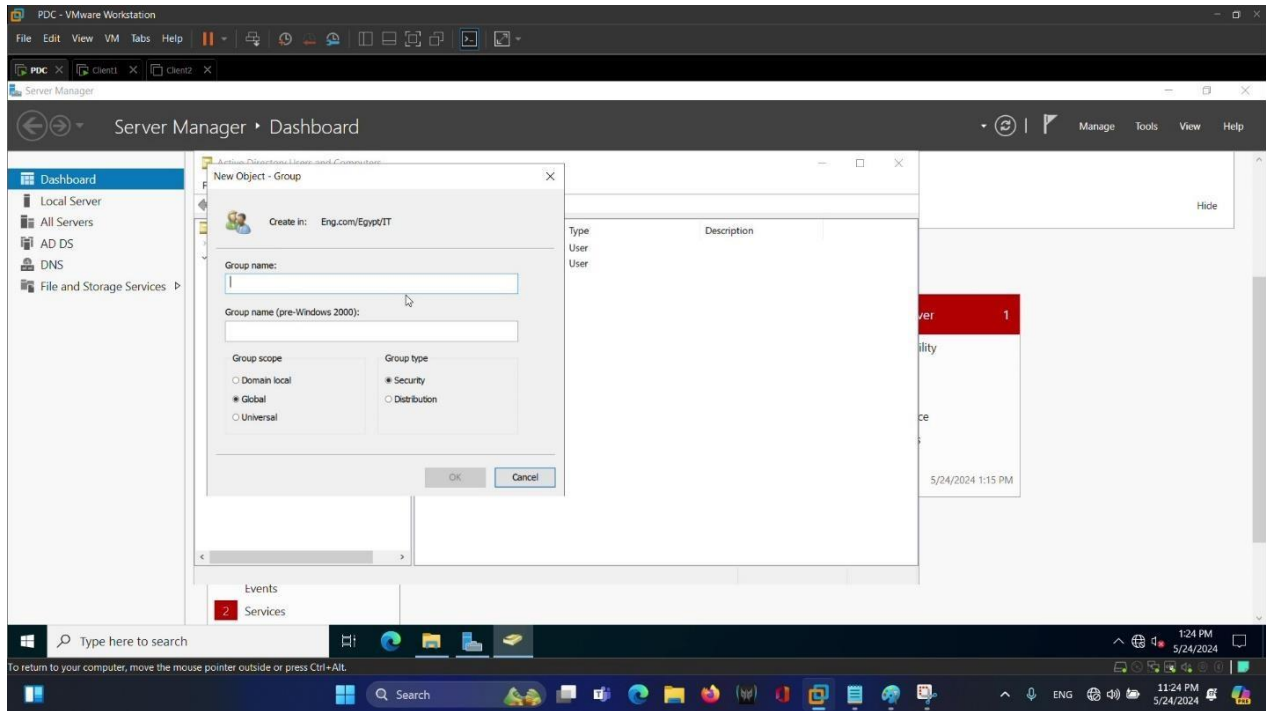 PDC - VMware Workstation
File Edit View VM Tabs Help
PDC Client1 Client2
Server Manager
Server Manager Dashboard
Manage Tools View Help
Dashboard
Local Server
All Servers
AD DS
DNS
File and Storage Services
Active Directory Users and Computers
New Object - Group
Create in: Eng.com/Egypt/IT
Group name:
Group name (pre-Windows 2000):
Group scope
Domain local
Global
Universal
Group type
Security
Distribution
OK Cancel
Type Description
User
User
Hide
ver 1
ility
ce
s
5/24/2024 1:15 PM
Events
2 Services
Type here to search
1:24 PM
5/24/2024
To return to your computer, move the mouse pointer outside or press Ctrl+Alt.
Search
ENG
11:24 PM
5/24/2024